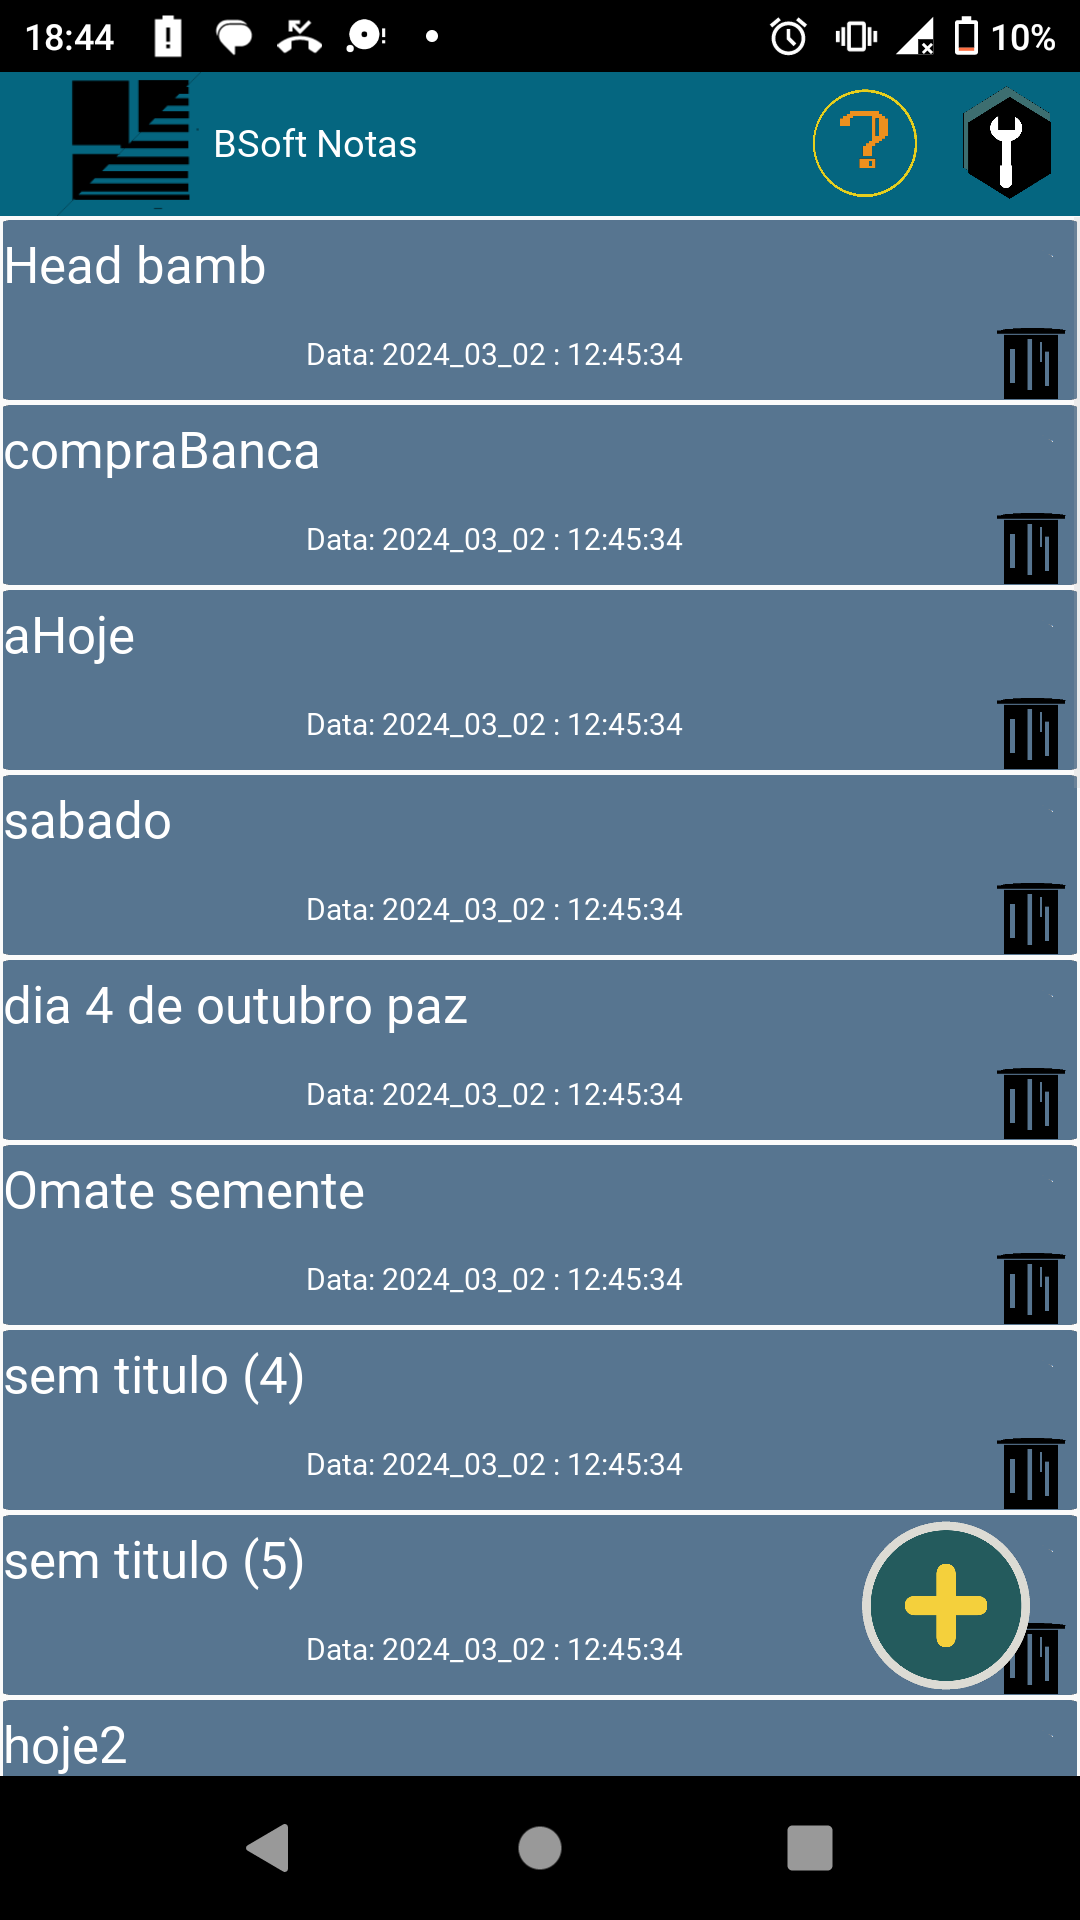 18:44
10%
BSoft Notas
Head bamb
Data: 2024_03_02 : 12:45:34
compraBanca
Data: 2024_03_02 : 12:45:34
aHoje
Data: 2024_03_02 : 12:45:34
sabado
Data: 2024_03_02 : 12:45:34
dia 4 de outubro paz
Data: 2024_03_02 : 12:45:34
Omate semente
Data: 2024_03_02 : 12:45:34
sem titulo (4)
Data: 2024_03_02 : 12:45:34
sem titulo (5)
Data: 2024_03_02 : 12:45:34
hoje2